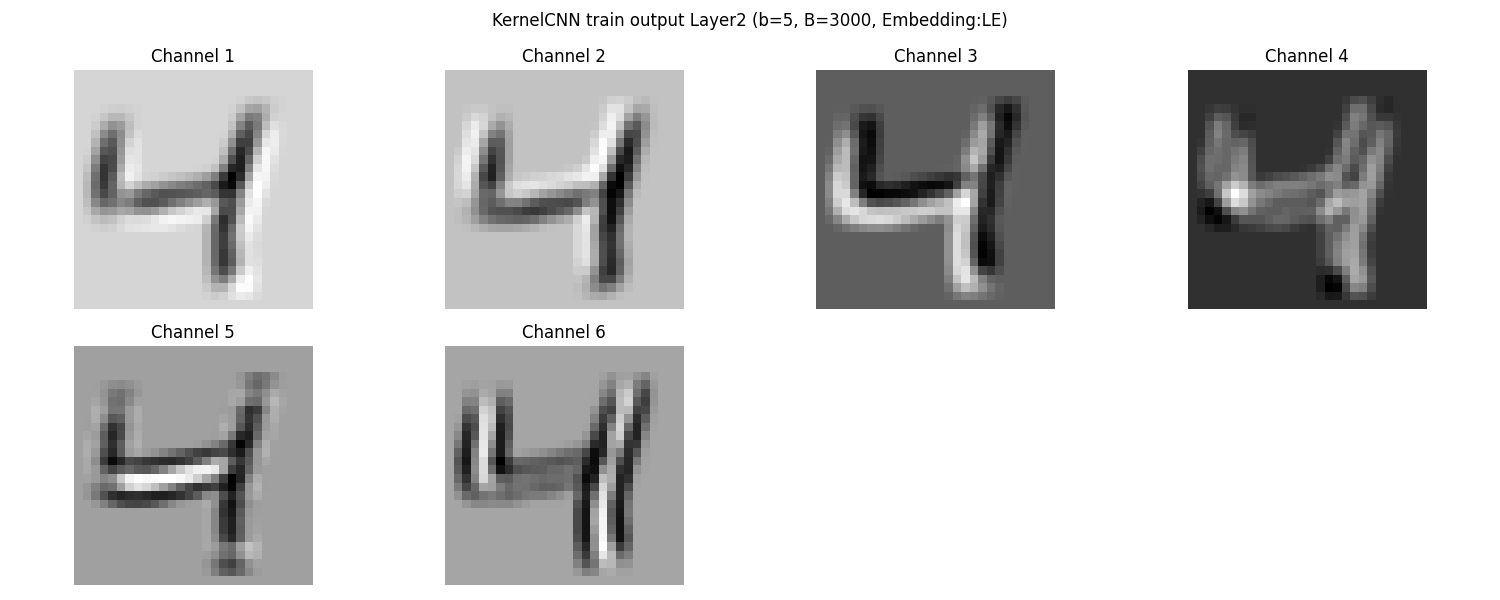 KernelCNN train output Layer2 (b=5, B=3000, Embedding:LE)
Channel 1
Channel 2
Channel 3
Channel 4
Channel 5
Channel 6